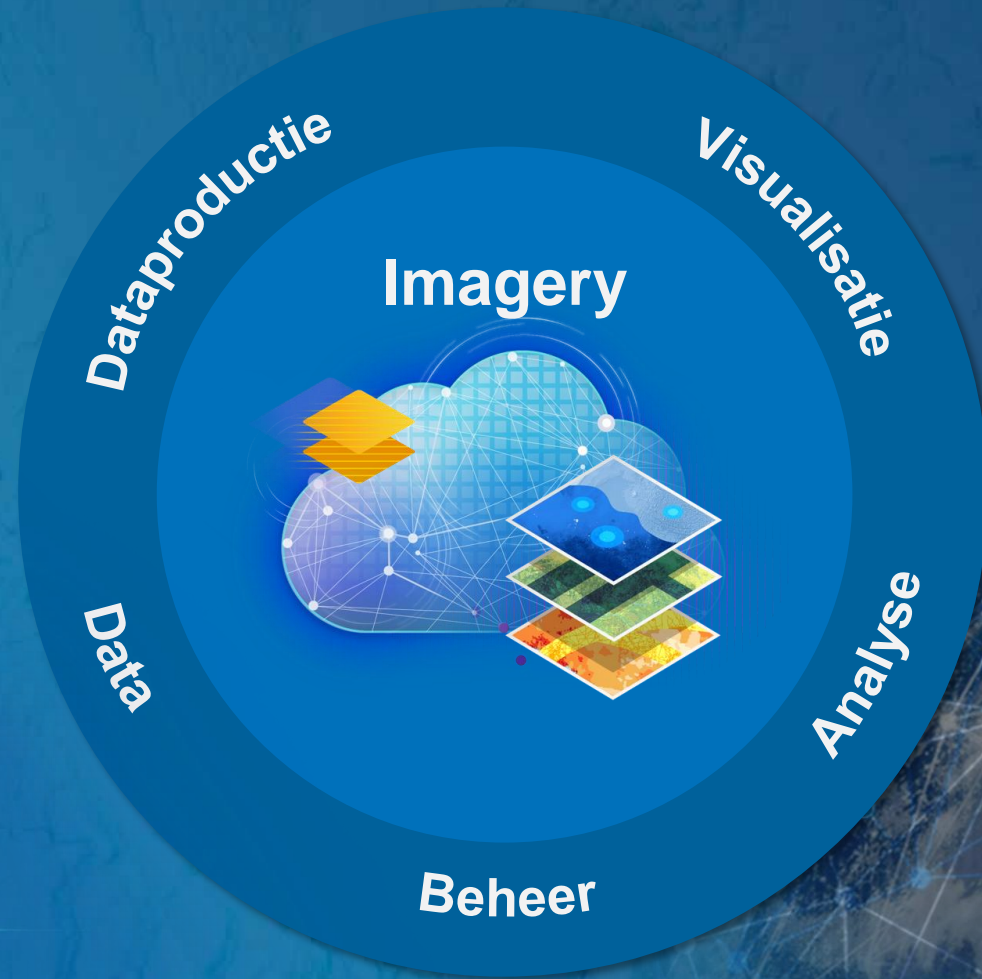 Imagery
Dataproductie
Visualisatie
Analyse
Beheer
Data